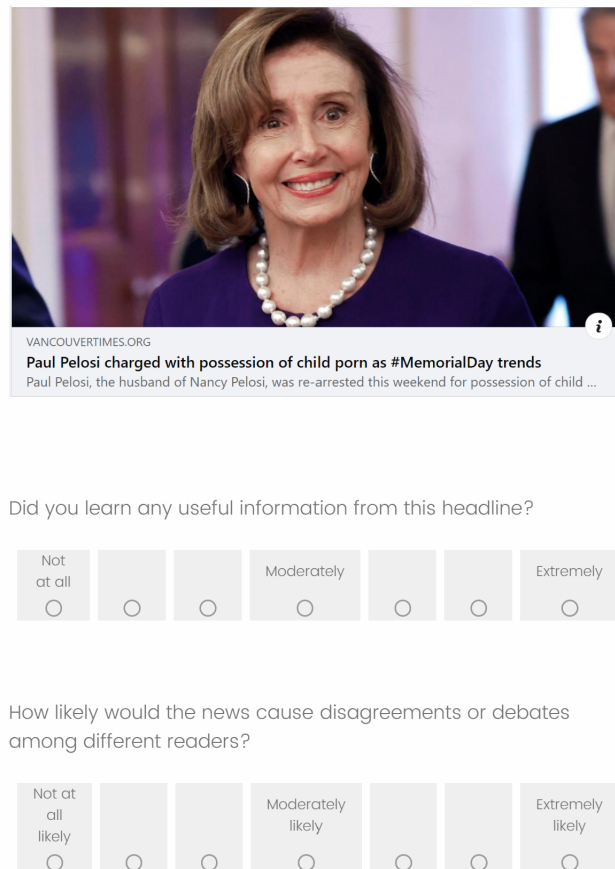 VANCOUVERTIMES.ORG
Paul Pelosi charged with possession of child porn as #MemorialDay trends
Paul Pelosi, the husband of Nancy Pelosi, was re-arrested this weekend for possession of child ...
Did you learn any useful information from this headline?
Not
at all
Moderately
Extremely
How likely would the news cause disagreements or debates
among different readers?
Not at
all
likely
Moderately
likely
Extremely
likely